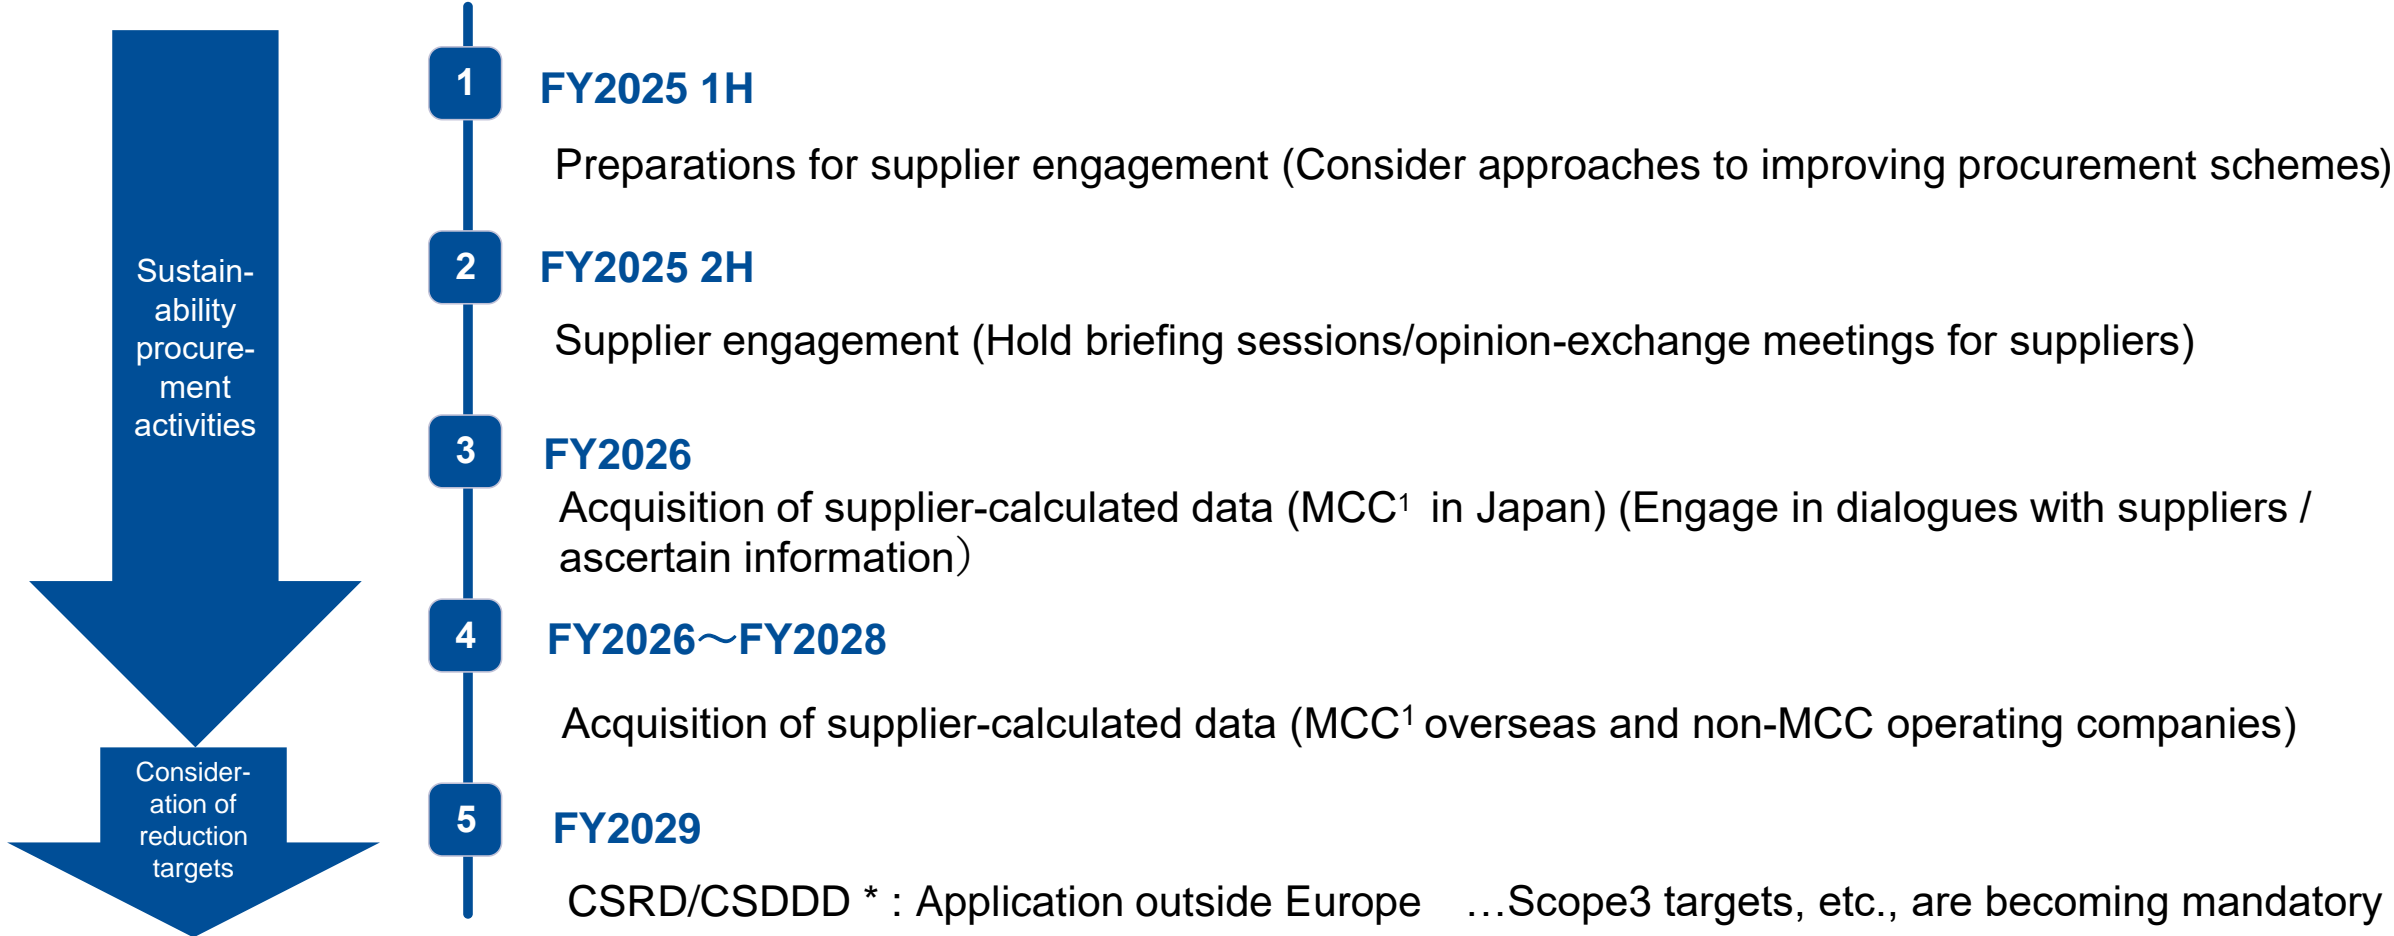 Sustain-
ability
procure-
ment
activities
Consider-
ation of
reduction
targets
1
FY2025 1H
Preparations for supplier engagement (Consider approaches to improving procurement schemes)
2
FY2025 2H
Supplier engagement (Hold briefing sessions/opinion-exchange meetings for suppliers)
3
FY2026
Acquisition of supplier-calculated data (MCC¹ in Japan) (Engage in dialogues with suppliers /
ascertain information）
4
FY2026～FY2028
Acquisition of supplier-calculated data (MCC¹ overseas and non-MCC operating companies)
5
FY2029
CSRD/CSDDD * : Application outside Europe …Scope3 targets, etc., are becoming mandatory